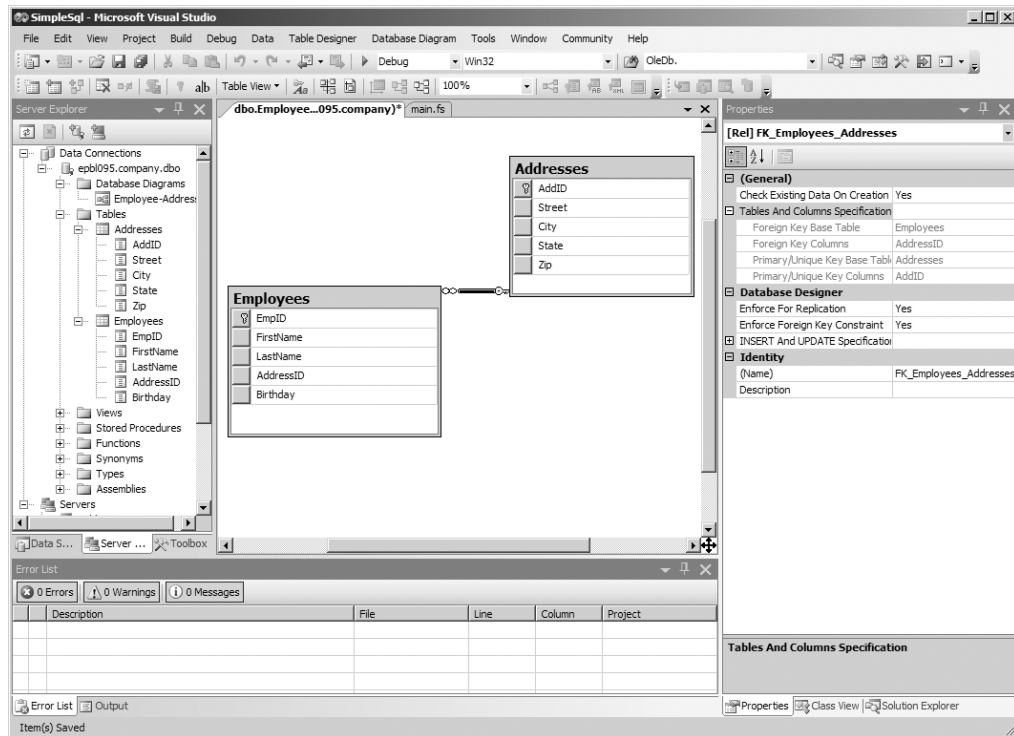 SimpleSql - Microsoft Visual Studio
File Edit View Project Build Debug Data Table Designer Database Diagram Tools Window Community Help
Debug Win32 OleDb.
ab Table View 100%
Server Explorer
Data Connections
epbl095.company.dbo
Database Diagrams
Employee-Address
Tables
Addresses
AddID
Street
City
State
Zip
Employees
EmpID
FirstName
LastName
AddressID
Birthday
Views
Stored Procedures
Functions
Synonyms
Types
Assemblies
Servers
Data S... Server ... Toolbox
dbo.Employee...095.company)* main.fs
Addresses
AddID
Street
City
State
Zip
Employees
EmpID
FirstName
LastName
AddressID
Birthday
Properties
[Rel] FK_Employees_Addresses
(General)
Check Existing Data On Creation Yes
Tables And Columns Specification
Foreign Key Base Table Employees
Foreign Key Columns AddressID
Primary/Unique Key Base Tabl Addresses
Primary/Unique Key Columns AddID
Database Designer
Enforce For Replication Yes
Enforce Foreign Key Constraint Yes
INSERT And UPDATE Specification
Identity
(Name) FK_Employees_Addresses
Description
Tables And Columns Specification
Properties Class View Solution Explorer
Error List
0 Errors 0 Warnings 0 Messages
Description File Line Column Project
Error List Output
Item(s) Saved